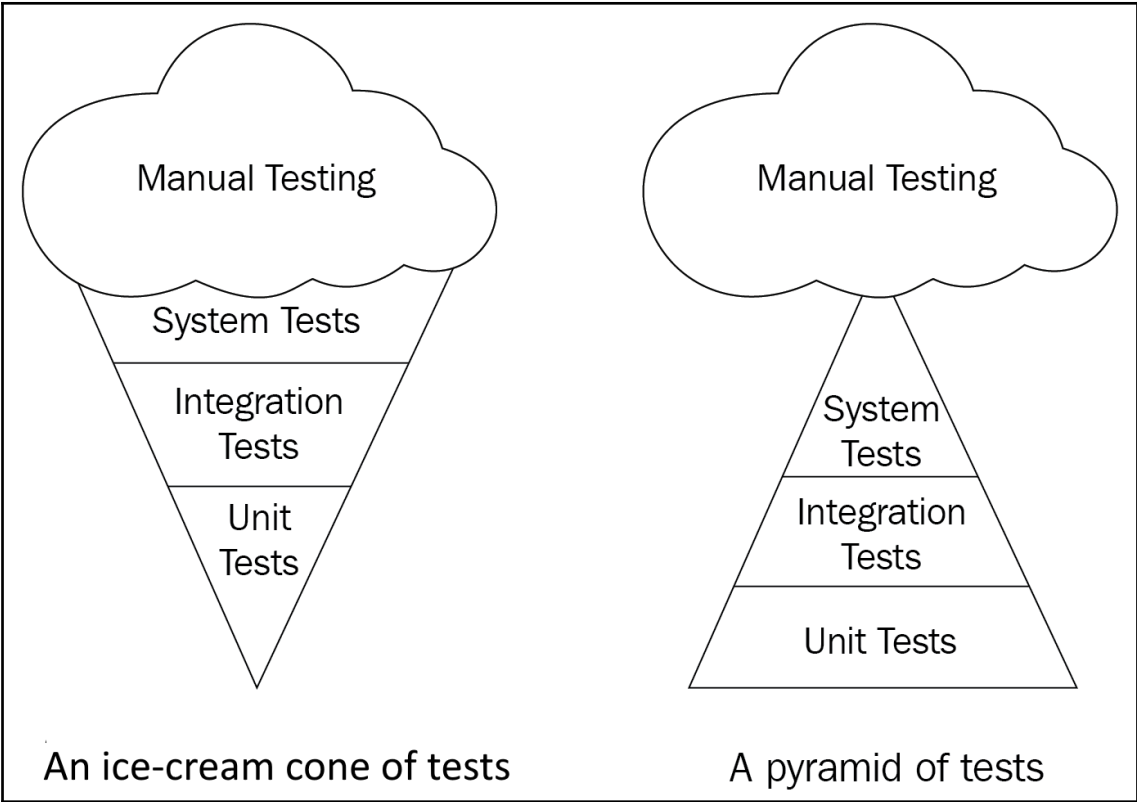 Manual Testing
System Tests
Integration
Tests
Unit
Tests
An ice-cream cone of tests
Manual Testing
System
Tests
Integration
Tests
Unit Tests
A pyramid of tests